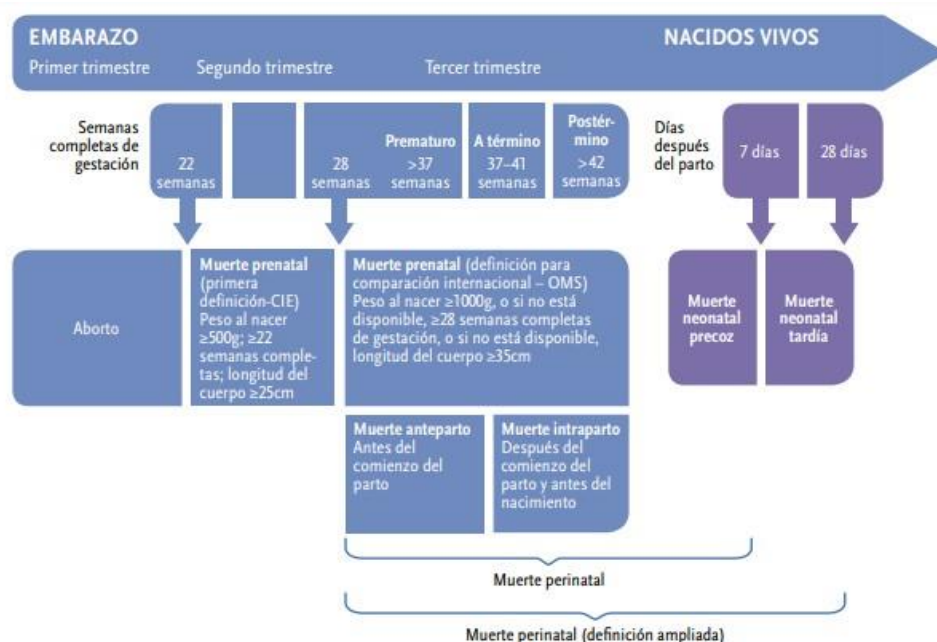 EMBARAZO
NACIDOS VIVOS
Primer trimestre
Segundo trimestre
Tercer trimestre
Semanas
completas de
gestación
22
semanas
28
semanas
Prematuro
>37
semanas
A término
37–41
semanas
Postér-
mino
>42
semanas
Días
después
del parto
7 días
28 días
Aborto
Muerte prenatal
(primera
definición-CIE)
Peso al nacer
≥500g; ≥22
semanas comple-
tas; longitud del
cuerpo ≥25cm
Muerte prenatal (definición para
comparación internacional – OMS)
Peso al nacer ≥1000g, o si no está
disponible, ≥28 semanas completas
de gestación, o si no está disponible,
longitud del cuerpo ≥35cm
Muerte
neonatal
precoz
Muerte
neonatal
tardía
Muerte anteparto
Antes del
comienzo del
parto
Muerte intraparto
Después del
comienzo del
parto y antes del
nacimiento
Muerte perinatal
Muerte perinatal (definición ampliada)